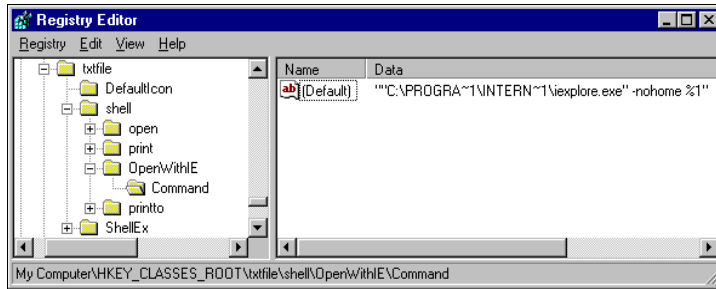 Registry Editor
Registry Edit View Help
txtfile
DefaultIcon
shell
open
print
OpenWithIE
Command
printto
ShellEx
Name Data
ab (Default) ""C:\PROGRA~1\INTERN~1\iexplore.exe" -nohome %1"
My Computer\HKEY_CLASSES_ROOT\txtfile\shell\OpenWithIE\Command